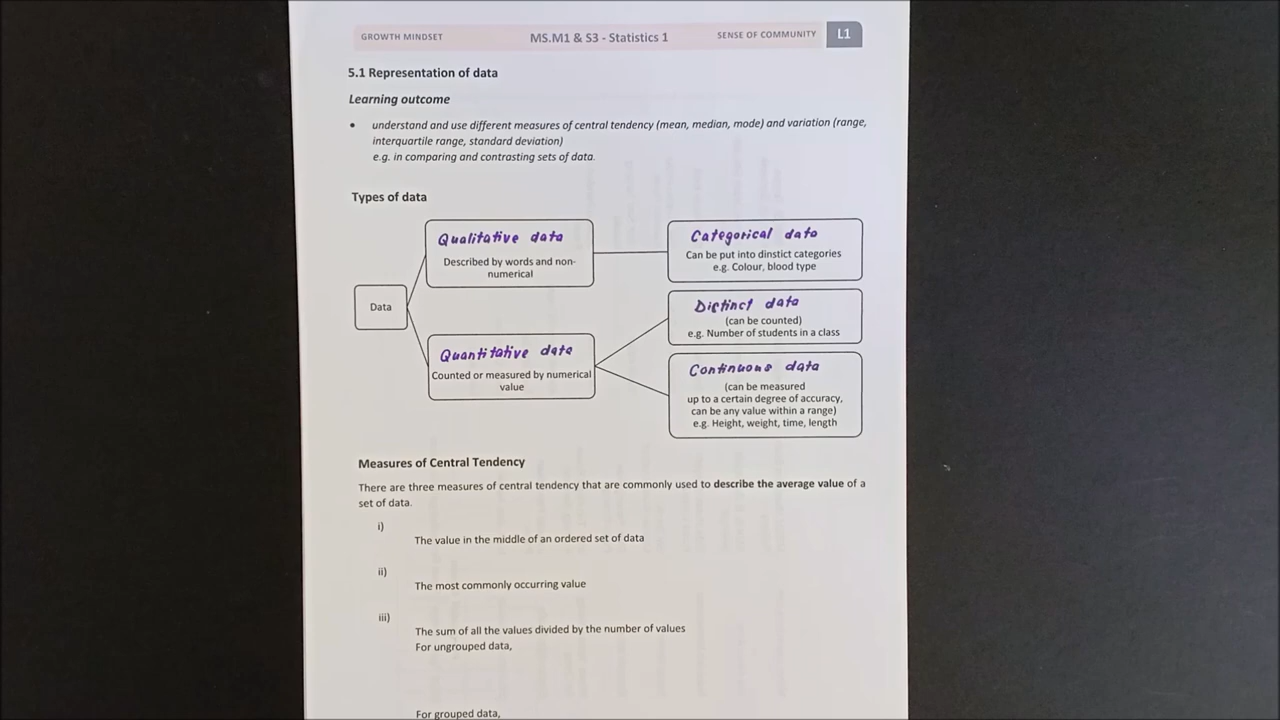 GROWTH MINDSET MS.M1 & S3 - Statistics 1 SENSE OF COMMUNITY L1
5.1 Representation of data
Learning outcome
• understand and use different measures of central tendency (mean, median, mode) and variation (range,
interquartile range, standard deviation)
e.g. in comparing and contrasting sets of data.
Types of data
Data
Qualitative data
Described by words and non-
numerical
Categorical data
Can be put into dinstict categories
e.g. Colour, blood type
Quantitative data
Counted or measured by numerical
value
Distinct data
(can be counted)
e.g. Number of students in a class
Continuous data
(can be measured
up to a certain degree of accuracy,
can be any value within a range)
e.g. Height, weight, time, length
Measures of Central Tendency
There are three measures of central tendency that are commonly used to describe the average value of a
set of data.
i)
The value in the middle of an ordered set of data
ii)
The most commonly occurring value
iii)
The sum of all the values divided by the number of values
For ungrouped data,
For grouped data,